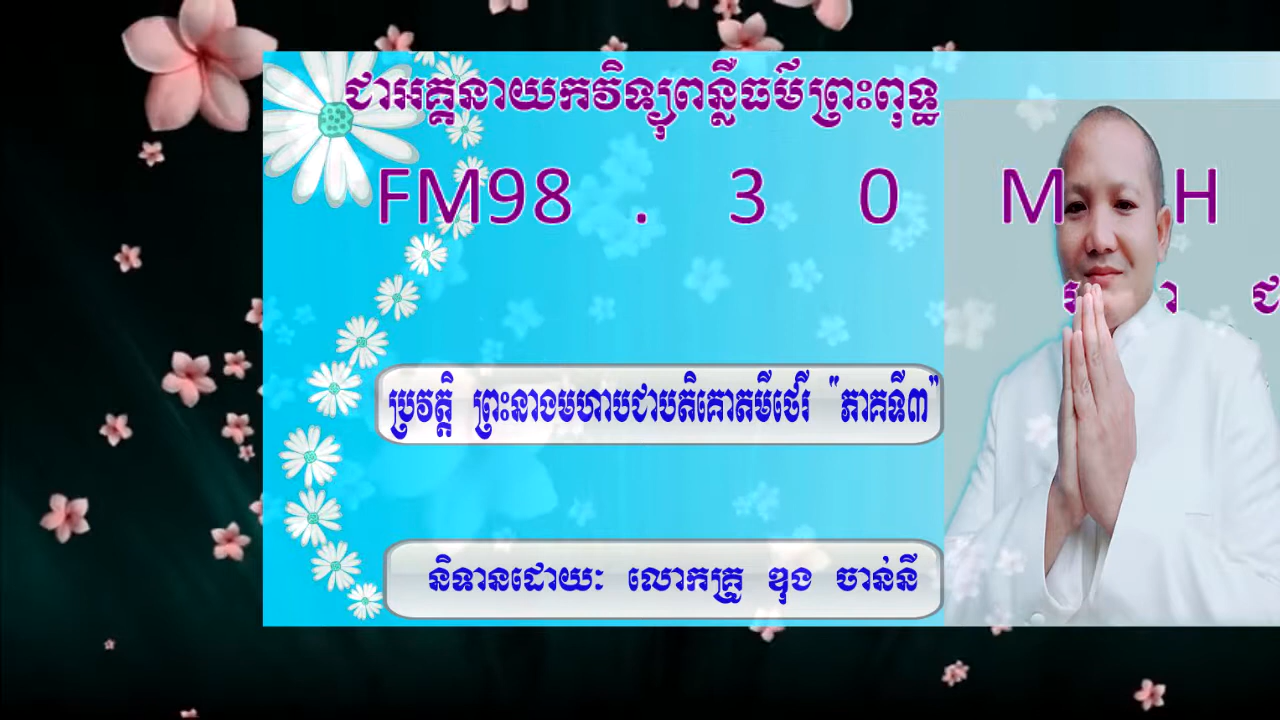 ជាអគ្គនាយកវិទ្យុពន្លឺធម៌ព្រះពុទ្ធ
FM98 . 3 0 M H
ប្រវត្តិ ព្រះនាងមហាបជាបតិគោតមីថេរី "ភាគទី៣"
និទានដោយៈ លោកគ្រូ ឌុង ចាន់នី